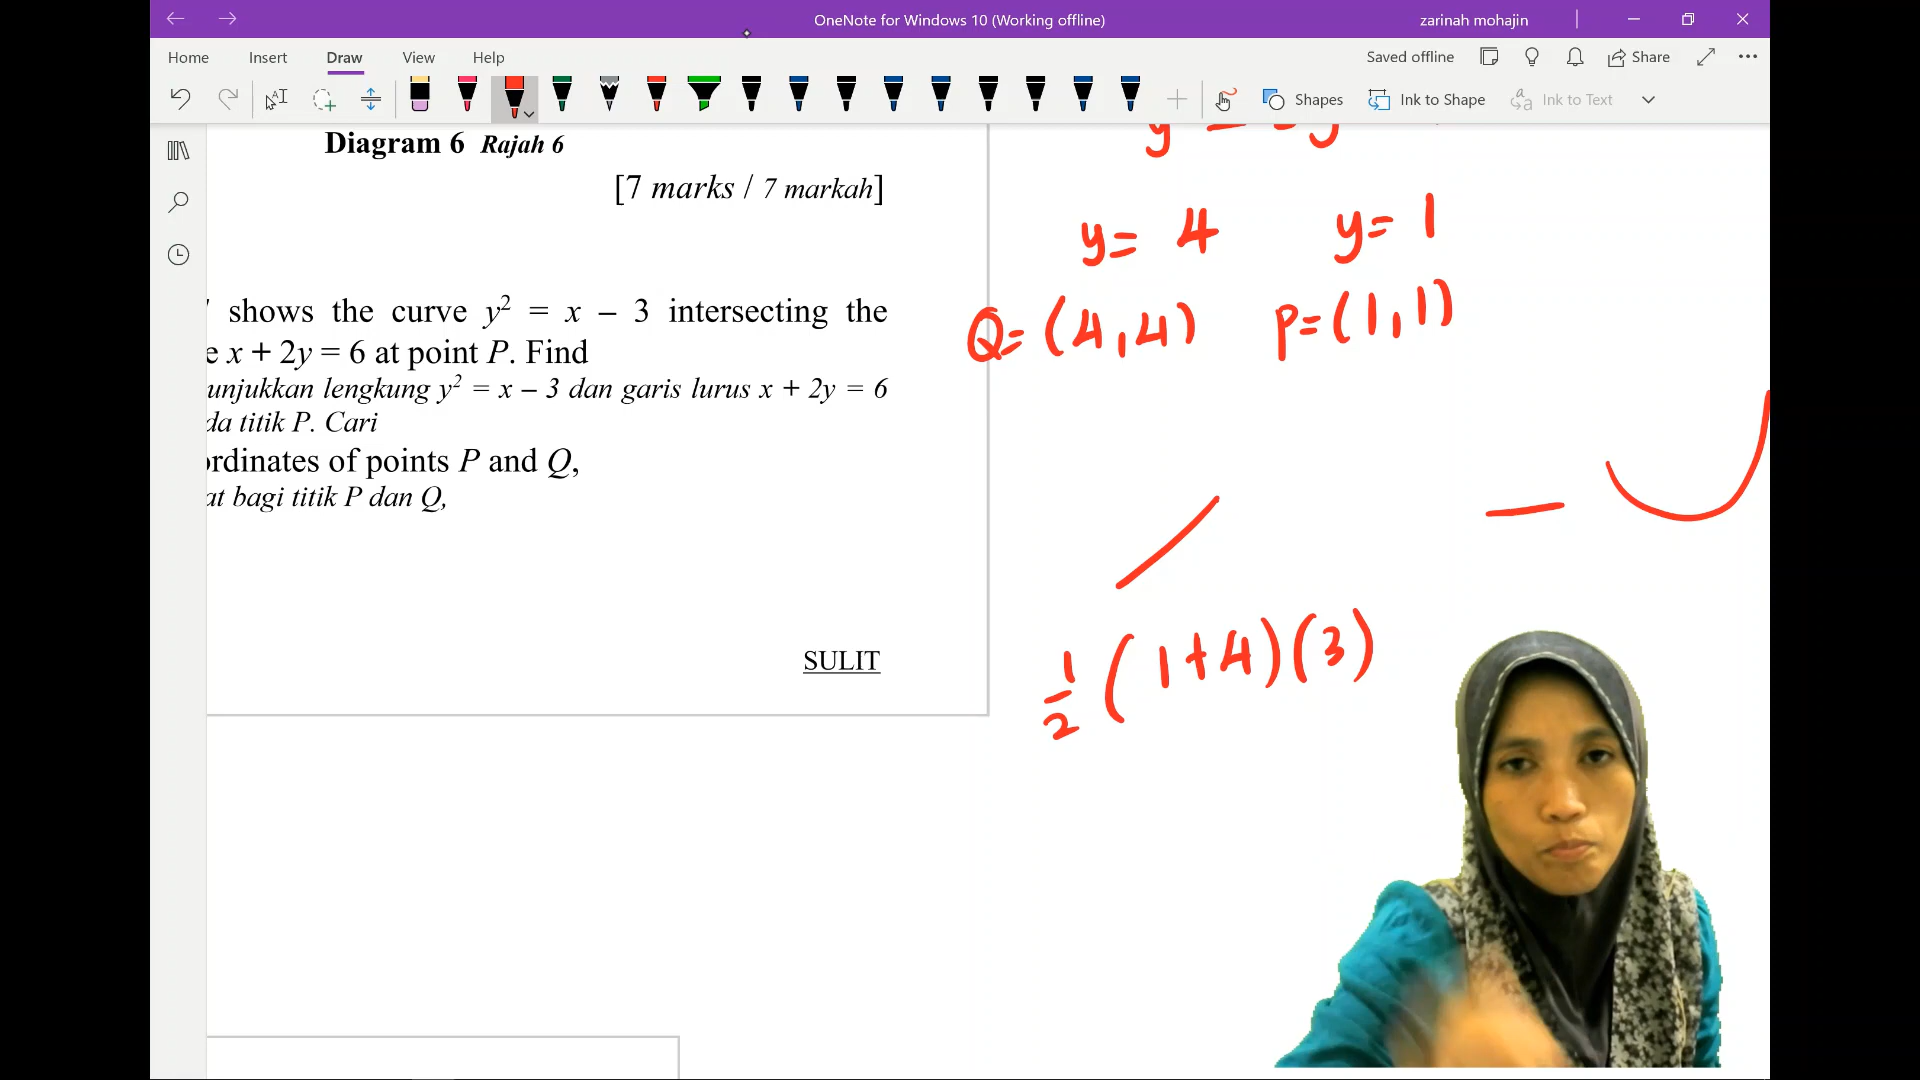 OneNote for Windows 10 (Working offline)
zarinah mohajin
Home Insert Draw View Help
Saved offline
Share
Shapes
Ink to Shape
Ink to Text
Diagram 6 Rajah 6
[7 marks / 7 markah]
shows the curve y² = x – 3 intersecting the
x + 2y = 6 at point P. Find
unjukkan lengkung y² = x – 3 dan garis lurus x + 2y = 6
da titik P. Cari
ordinates of points P and Q,
at bagi titik P dan Q,
SULIT
y = 4 y = 1
Q = (4,4) P = (1,1)
1/2 (1+4)(3)